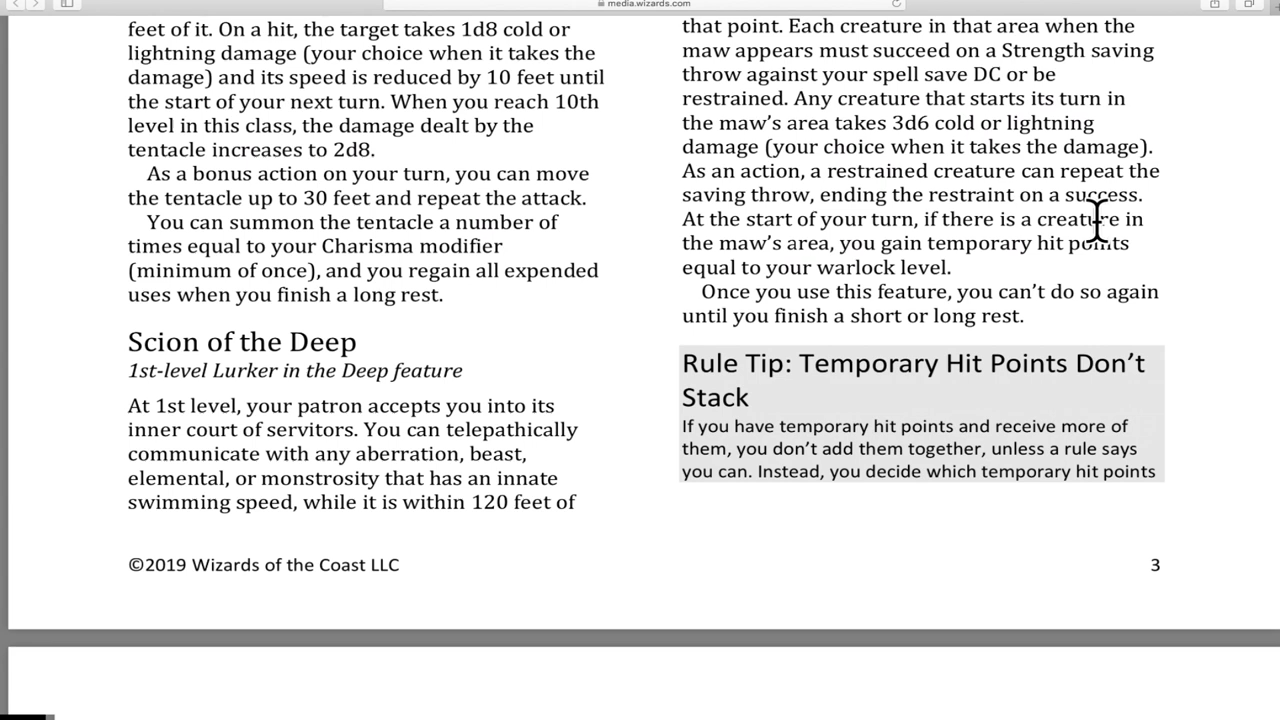 media.wizards.com
feet of it. On a hit, the target takes 1d8 cold or
lightning damage (your choice when it takes the
damage) and its speed is reduced by 10 feet until
the start of your next turn. When you reach 10th
level in this class, the damage dealt by the
tentacle increases to 2d8.
As a bonus action on your turn, you can move
the tentacle up to 30 feet and repeat the attack.
You can summon the tentacle a number of
times equal to your Charisma modifier
(minimum of once), and you regain all expended
uses when you finish a long rest.
Scion of the Deep
1st-level Lurker in the Deep feature
At 1st level, your patron accepts you into its
inner court of servitors. You can telepathically
communicate with any aberration, beast,
elemental, or monstrosity that has an innate
swimming speed, while it is within 120 feet of
that point. Each creature in that area when the
maw appears must succeed on a Strength saving
throw against your spell save DC or be
restrained. Any creature that starts its turn in
the maw’s area takes 3d6 cold or lightning
damage (your choice when it takes the damage).
As an action, a restrained creature can repeat the
saving throw, ending the restraint on a success.
At the start of your turn, if there is a creature in
the maw’s area, you gain temporary hit points
equal to your warlock level.
Once you use this feature, you can’t do so again
until you finish a short or long rest.
Rule Tip: Temporary Hit Points Don’t
Stack
If you have temporary hit points and receive more of
them, you don’t add them together, unless a rule says
you can. Instead, you decide which temporary hit points
©2019 Wizards of the Coast LLC
3